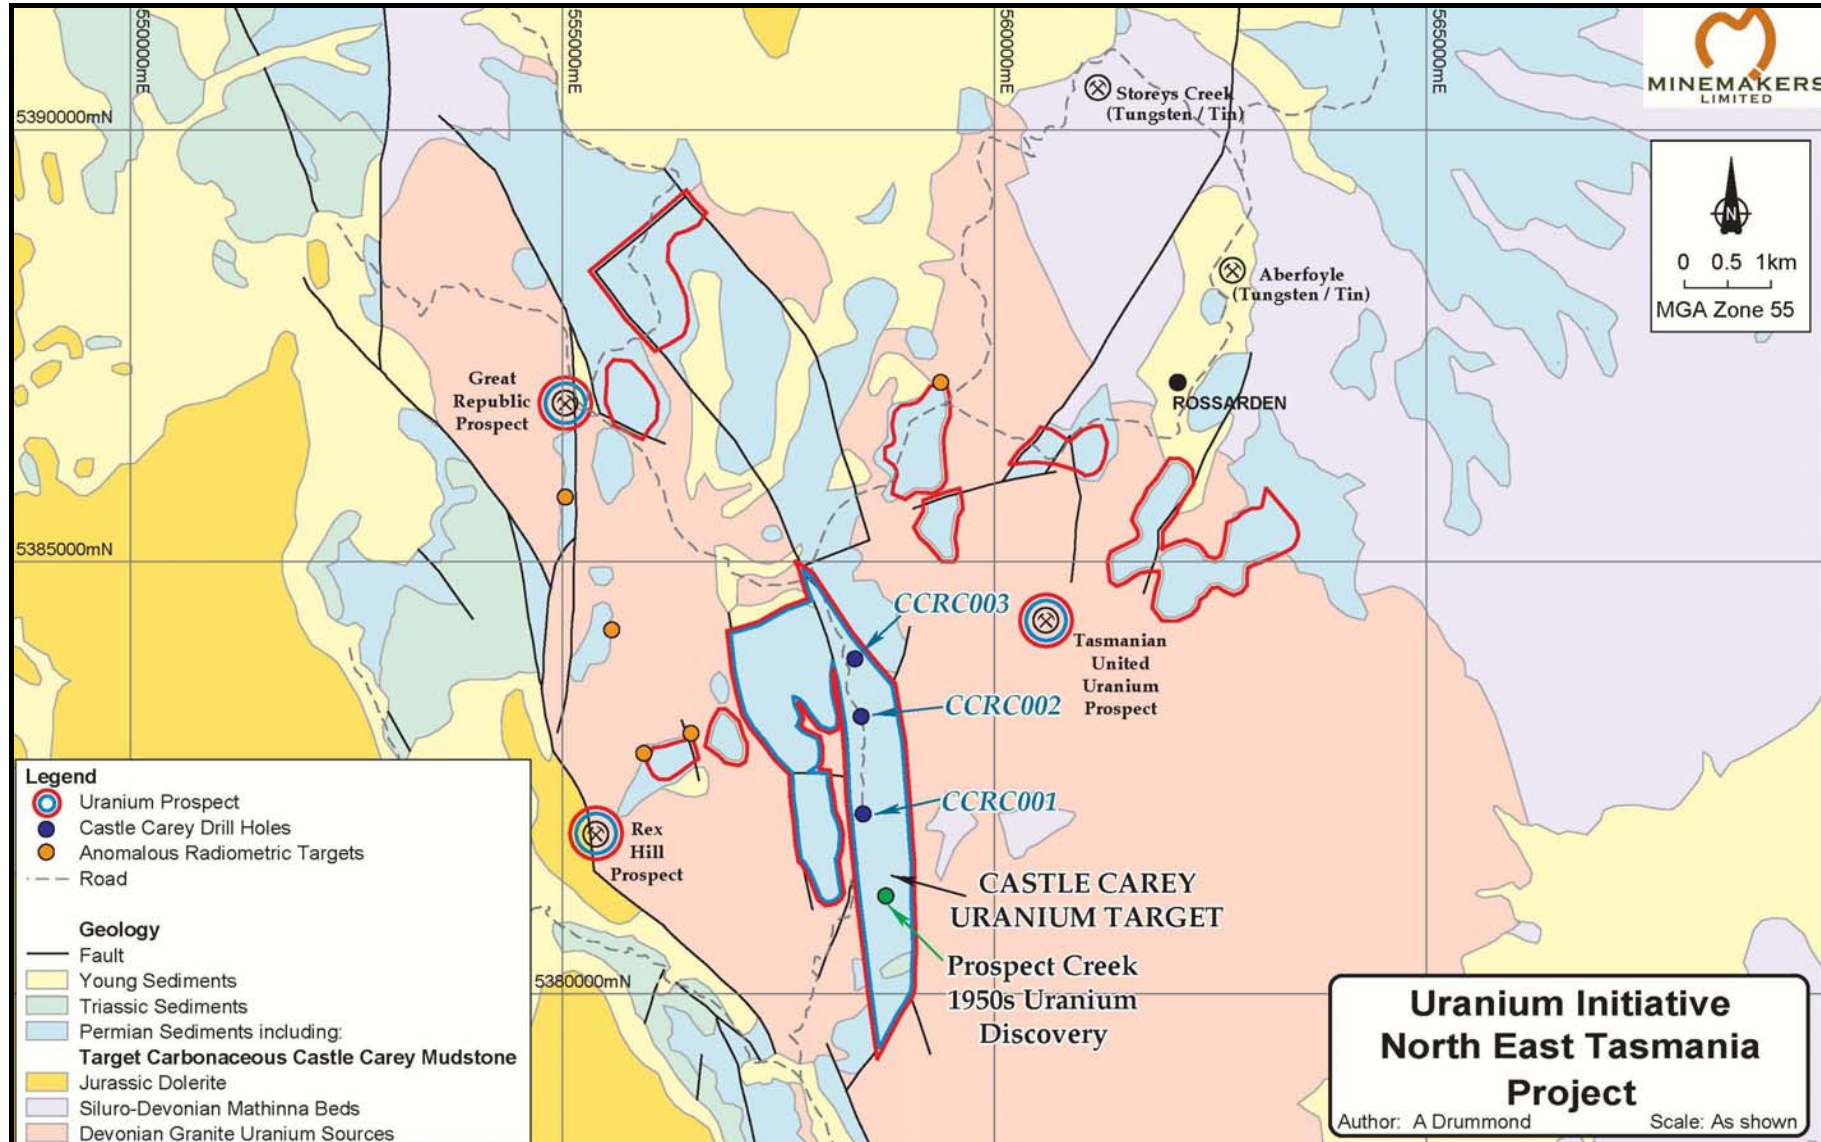 550000mE
555000mE
560000mE
565000mE
MINEMAKERS
LIMITED
Storeys Creek
(Tungsten / Tin)
5390000mN
N
0 0.5 1km
MGA Zone 55
Aberfoyle
(Tungsten / Tin)
Great
Republic
Prospect
ROSSARDEN
5385000mN
CCRC003
Tasmanian
United
Uranium
Prospect
CCRC002
CCRC001
Rex
Hill
Prospect
CASTLE CAREY
URANIUM TARGET
Prospect Creek
1950s Uranium
Discovery
5380000mN
Legend
Uranium Prospect
Castle Carey Drill Holes
Anomalous Radiometric Targets
Road
Geology
Fault
Young Sediments
Triassic Sediments
Permian Sediments including:
Target Carbonaceous Castle Carey Mudstone
Jurassic Dolerite
Siluro-Devonian Mathinna Beds
Devonian Granite Uranium Sources
Uranium Initiative
North East Tasmania
Project
Author: A Drummond Scale: As shown